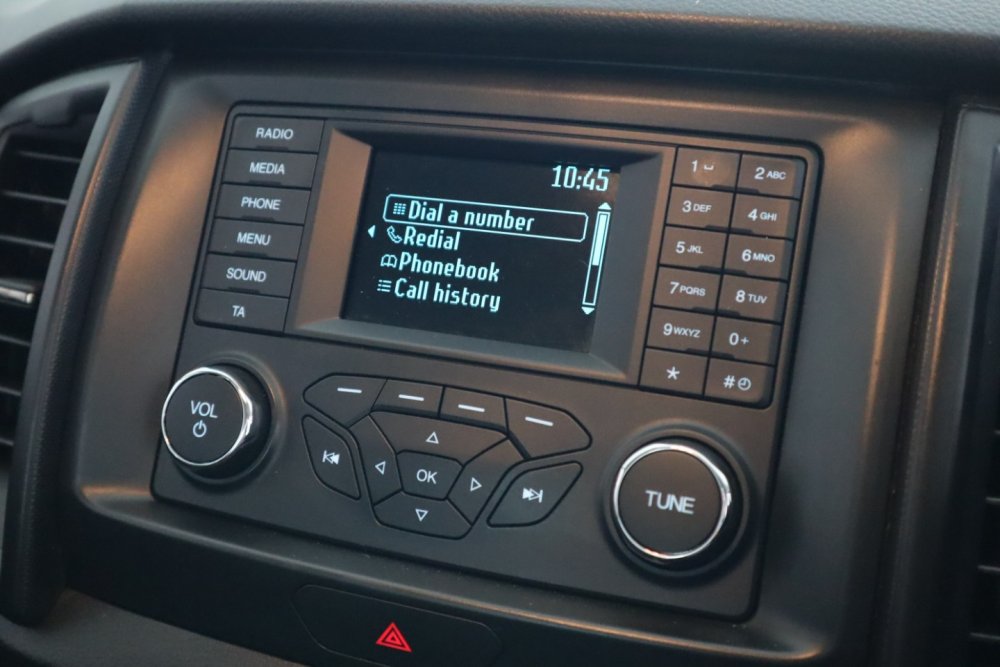 RADIO
MEDIA
PHONE
MENU
SOUND
TA
10:45
Dial a number
Redial
Phonebook
Call history
1
2 ABC
3 DEF
4 GHI
5 JKL
6 MNO
7 PQRS
8 TUV
9 WXYZ
0 +
*
#
VOL
OK
TUNE